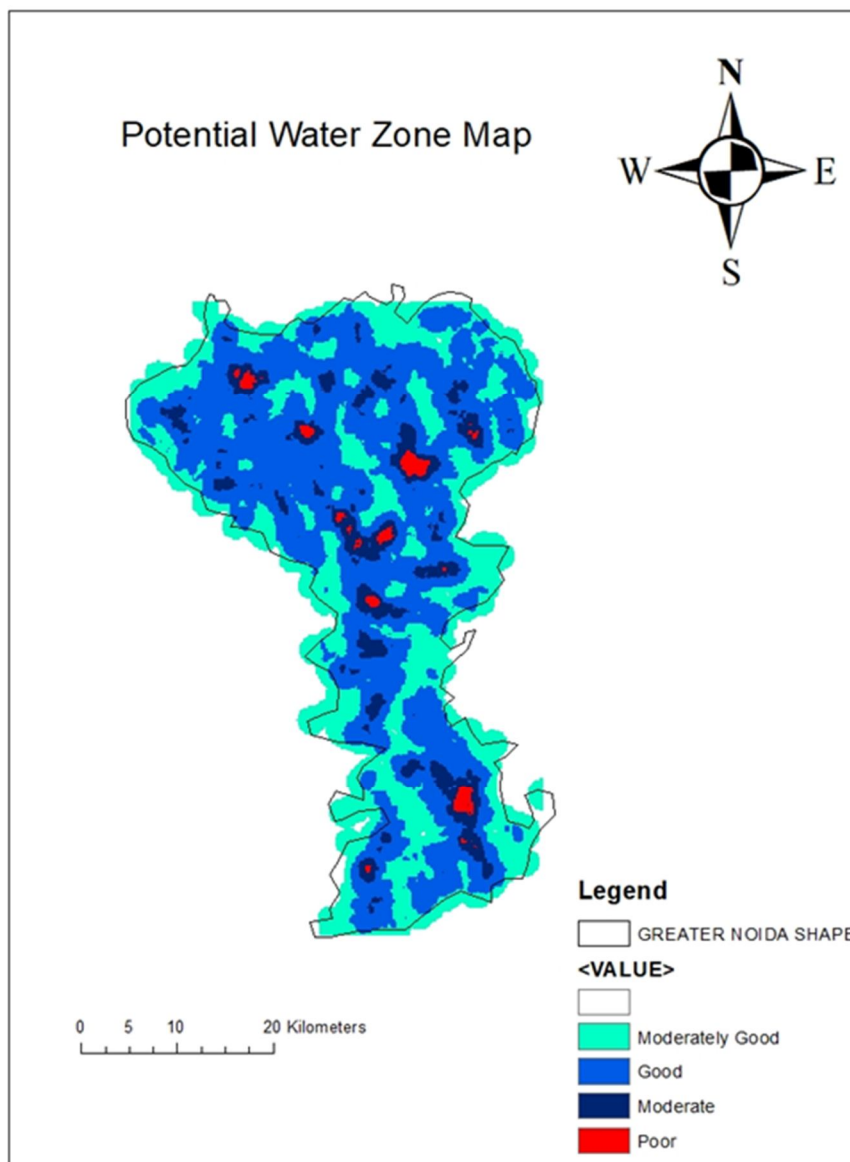 N
Potential Water Zone Map
W E
S
Legend
GREATER NOIDA SHAPE
<VALUE>
Moderately Good
0 5 10 20 Kilometers
Good
Moderate
Poor